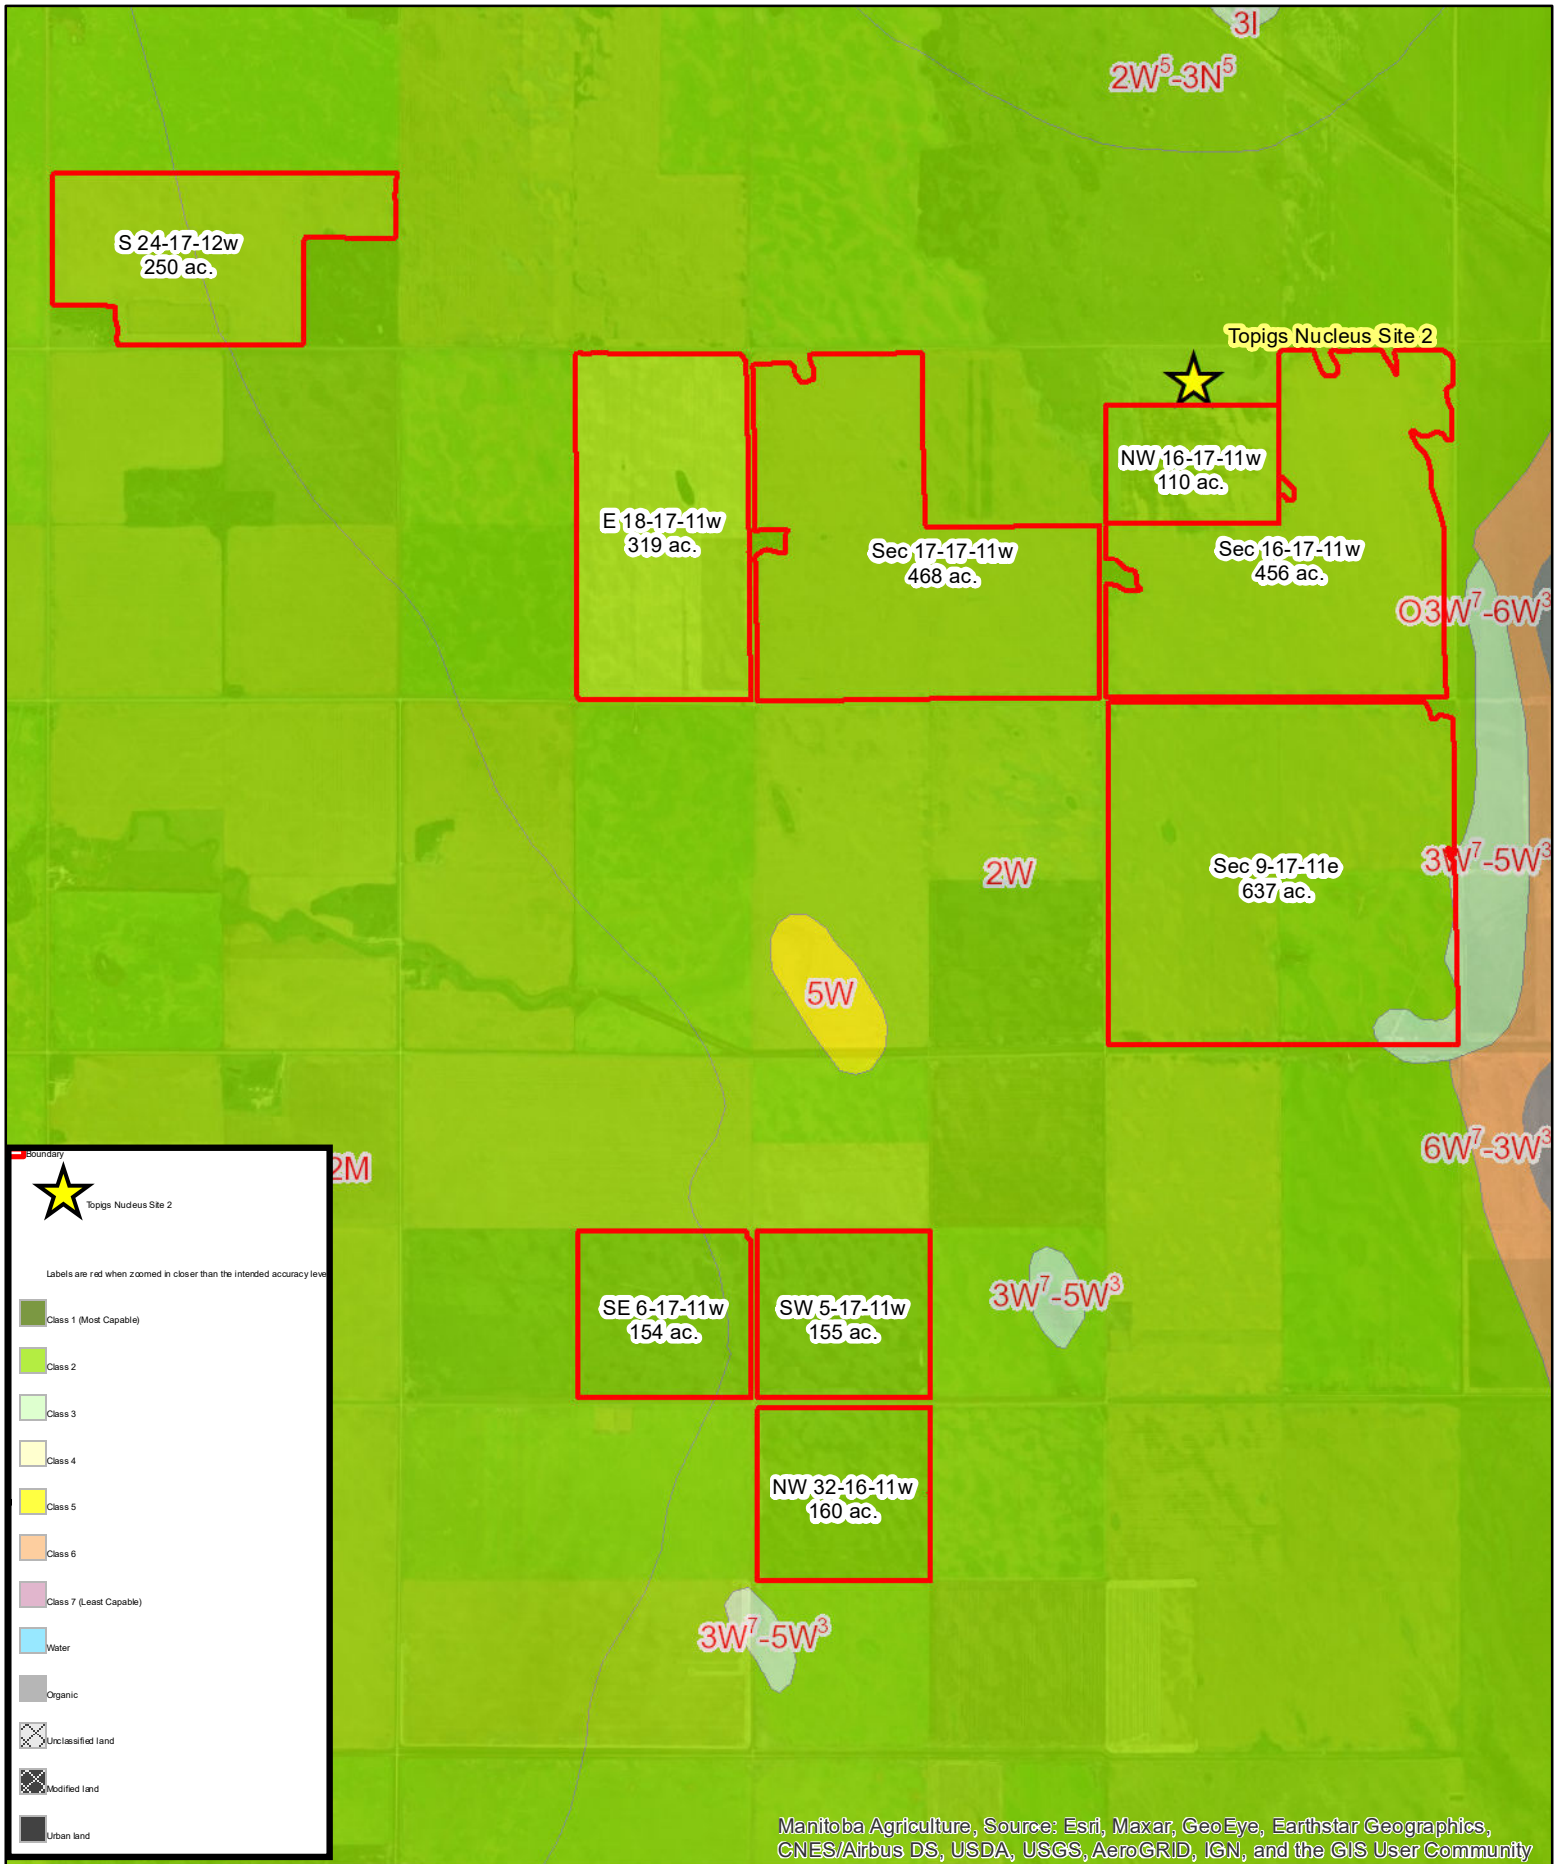 3I
2W5-3N5
S 24-17-12w
250 ac.
Topigs Nucleus Site 2
NW 16-17-11w
110 ac.
E 18-17-11w
319 ac.
Sec 17-17-11w
468 ac.
Sec 16-17-11w
456 ac.
O3W7-6W3
2W
Sec 9-17-11e
637 ac.
3W7-5W3
5W
6W7-3W3
2M
SE 6-17-11w
154 ac.
SW 5-17-11w
155 ac.
3W7-5W3
NW 32-16-11w
160 ac.
3W7-5W3
Boundary
Topigs Nucleus Site 2
Labels are red when zoomed in closer than the intended accuracy leve
Class 1 (Most Capable)
Class 2
Class 3
Class 4
Class 5
Class 6
Class 7 (Least Capable)
Water
Organic
Unclassified land
Modified land
Urban land
Manitoba Agriculture, Source: Esri, Maxar, GeoEye, Earthstar Geographics,
CNES/Airbus DS, USDA, USGS, AeroGRID, IGN, and the GIS User Community